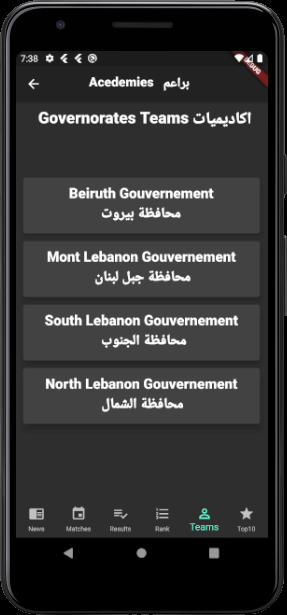 7:38
DEBUG
Acedemies براعم
Governorates Teams اكاديميات
Beiruth Gouvernement
محافظة بيروت
Mont Lebanon Gouvernement
محافظة جبل لبنان
South Lebanon Gouvernement
محافظة الجنوب
North Lebanon Gouvernement
محافظة الشمال
News Matches Results Rank Teams Top10